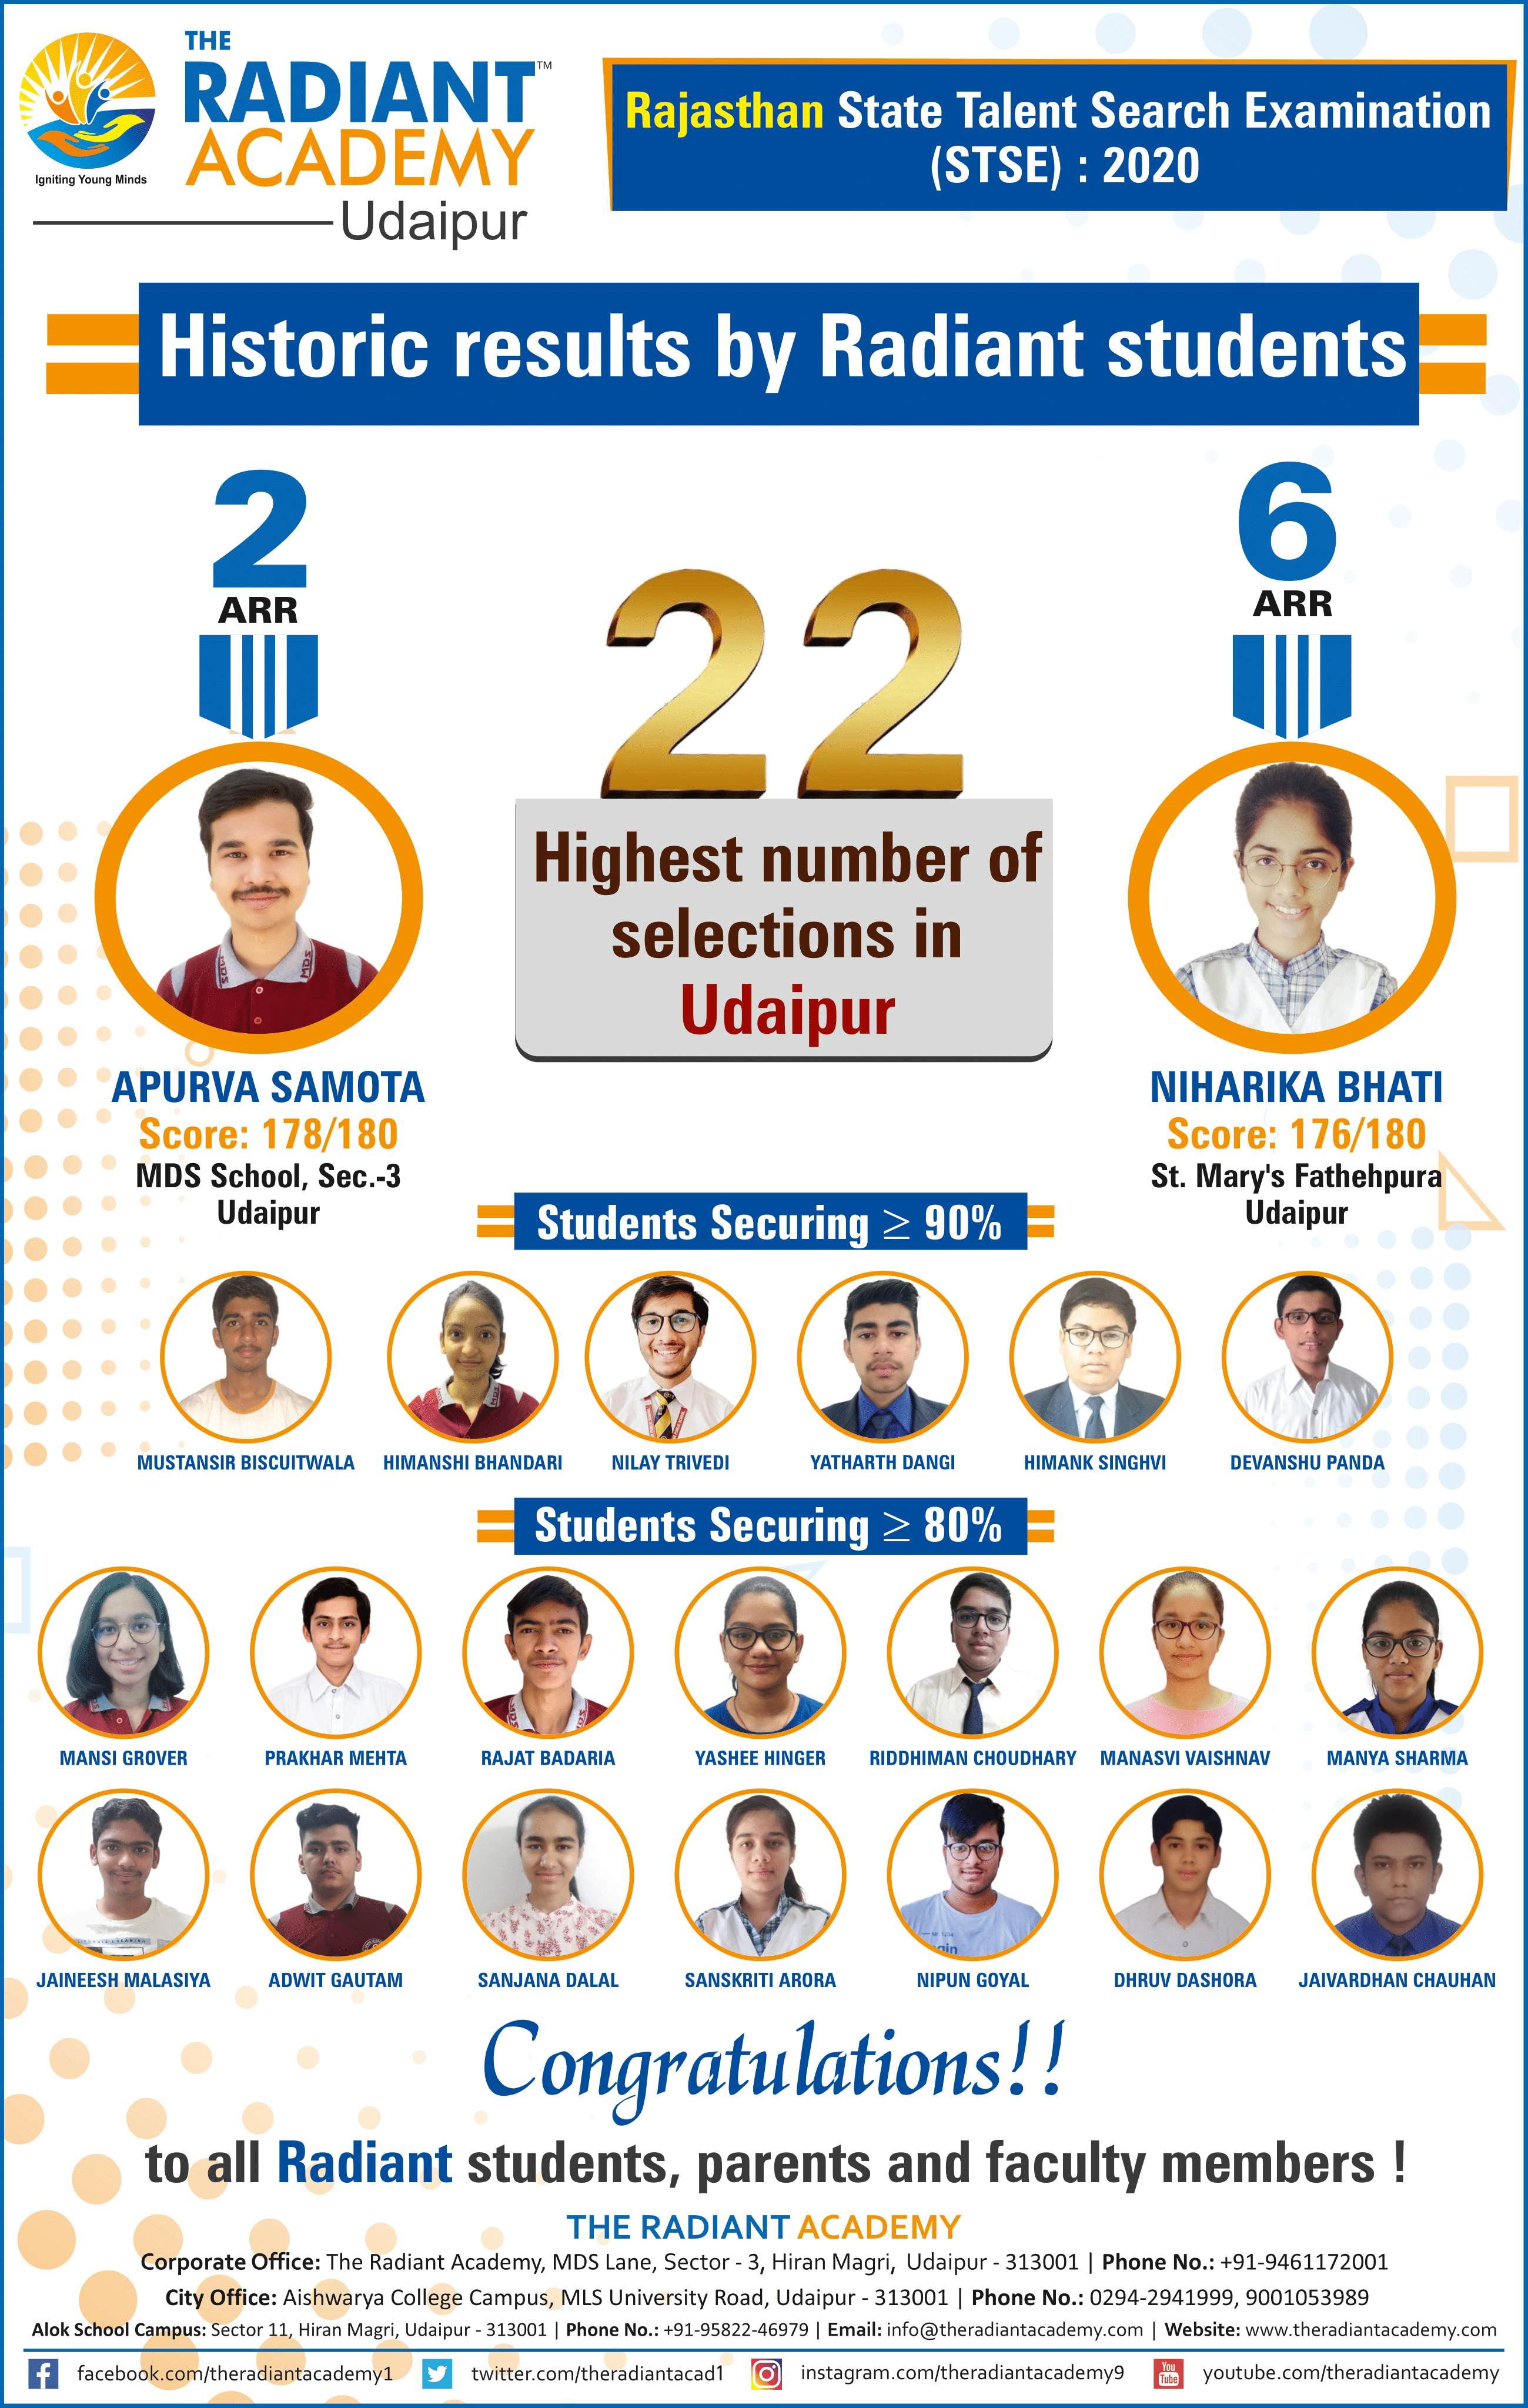 THE
RADIANT™
ACADEMY
Igniting Young Minds
Udaipur
Rajasthan State Talent Search Examination
(STSE) : 2020
Historic results by Radiant students
2
ARR
6
ARR
22
Highest number of
selections in
Udaipur
MDS
MDS
APURVA SAMOTA
Score: 178/180
MDS School, Sec.-3
Udaipur
NIHARIKA BHATI
Score: 176/180
St. Mary's Fathehpura
Udaipur
Students Securing ≥ 90%
MUSTANSIR BISCUITWALA
HIMANSHI BHANDARI
NILAY TRIVEDI
YATHARTH DANGI
HIMANK SINGHVI
DEVANSHU PANDA
Students Securing ≥ 80%
MANSI GROVER
PRAKHAR MEHTA
RAJAT BADARIA
YASHEE HINGER
RIDDHIMAN CHOUDHARY
MANASVI VAISHNAV
MANYA SHARMA
JAINEESH MALASIYA
ADWIT GAUTAM
SANJANA DALAL
SANSKRITI ARORA
NIPUN GOYAL
DHRUV DASHORA
JAIVARDHAN CHAUHAN
Congratulations!!
to all Radiant students, parents and faculty members !
THE RADIANT ACADEMY
Corporate Office: The Radiant Academy, MDS Lane, Sector - 3, Hiran Magri, Udaipur - 313001 | Phone No.: +91-9461172001
City Office: Aishwarya College Campus, MLS University Road, Udaipur - 313001 | Phone No.: 0294-2941999, 9001053989
Alok School Campus: Sector 11, Hiran Magri, Udaipur - 313001 | Phone No.: +91-95822-46979 | Email: info@theradiantacademy.com | Website: www.theradiantacademy.com
facebook.com/theradiantacademy1
twitter.com/theradiantacad1
instagram.com/theradiantacademy9
You Tube
youtube.com/theradiantacademy